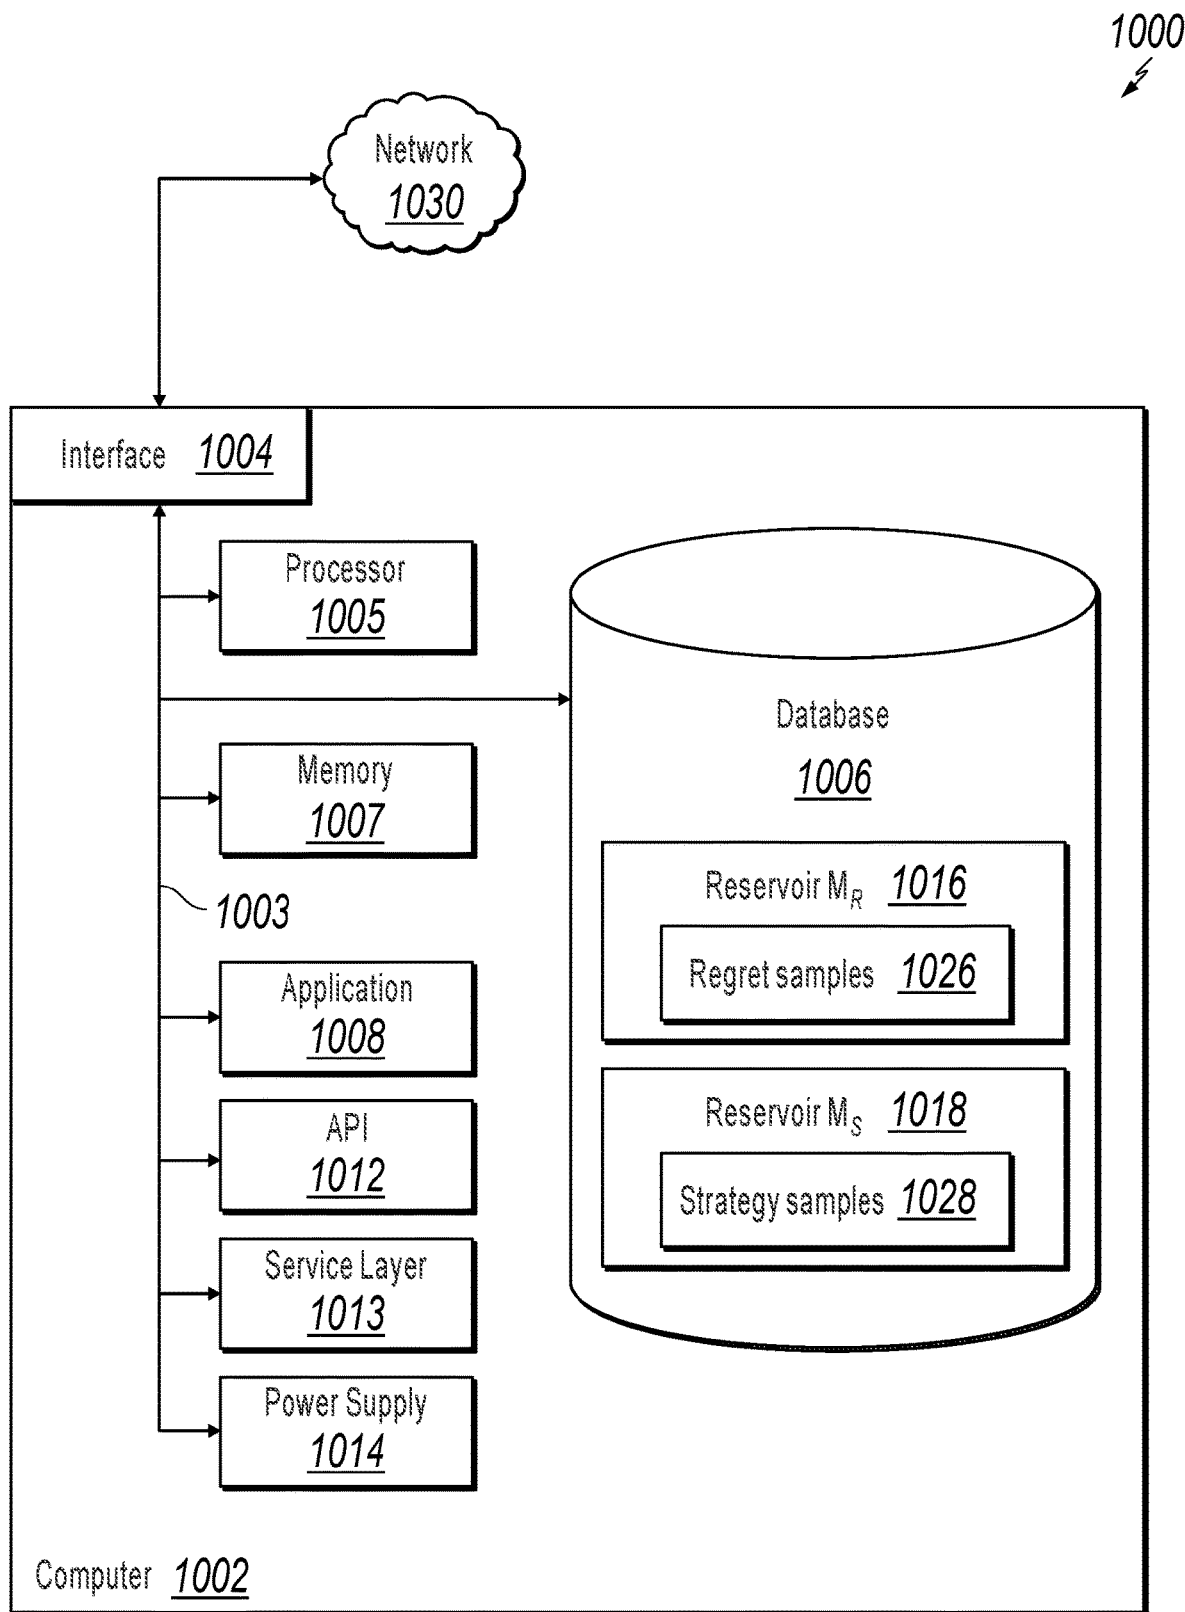 1000
Network
1030
Interface 1004
Processor
1005
Database
1006
Memory
1007
Reservoir M_R 1016
1003
Regret samples 1026
Application
1008
Reservoir M_S 1018
API
1012
Strategy samples 1028
Service Layer
1013
Power Supply
1014
Computer 1002